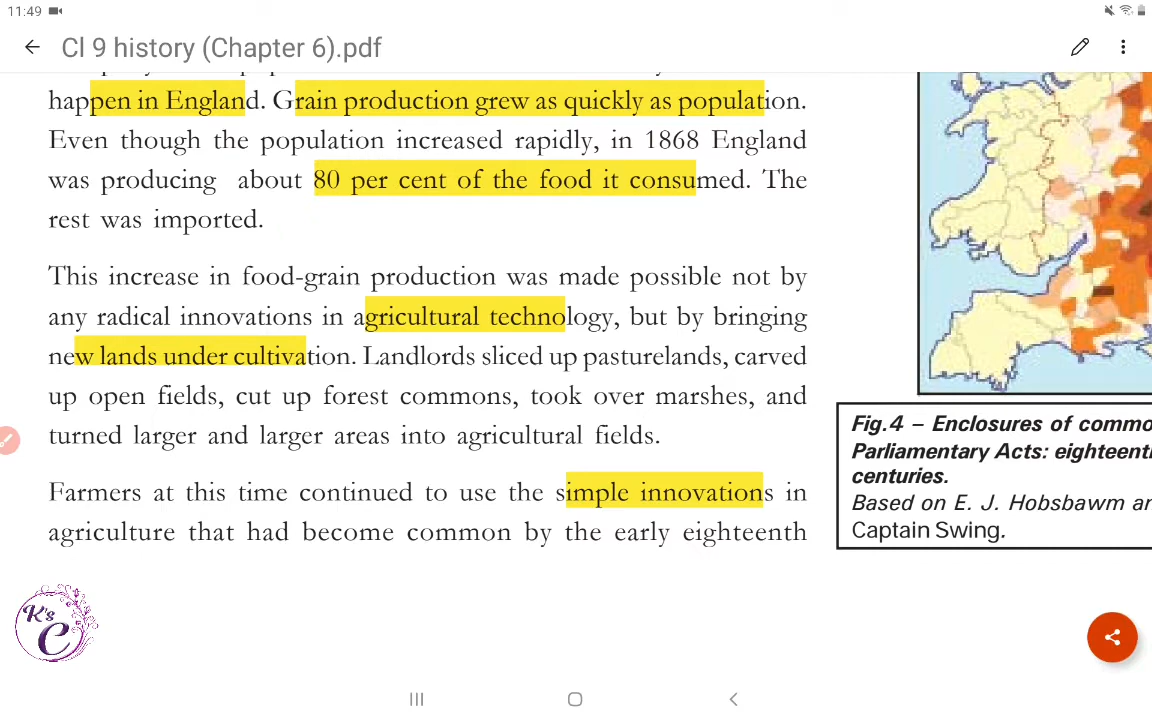 11:49
Cl 9 history (Chapter 6).pdf
happen in England. Grain production grew as quickly as population.
Even though the population increased rapidly, in 1868 England
was producing about 80 per cent of the food it consumed. The
rest was imported.
This increase in food-grain production was made possible not by
any radical innovations in agricultural technology, but by bringing
new lands under cultivation. Landlords sliced up pasturelands, carved
up open fields, cut up forest commons, took over marshes, and
turned larger and larger areas into agricultural fields.
Farmers at this time continued to use the simple innovations in
agriculture that had become common by the early eighteenth
Fig.4 – Enclosures of commo
Parliamentary Acts: eighteent
centuries.
Based on E. J. Hobsbawm an
Captain Swing.
K's
C